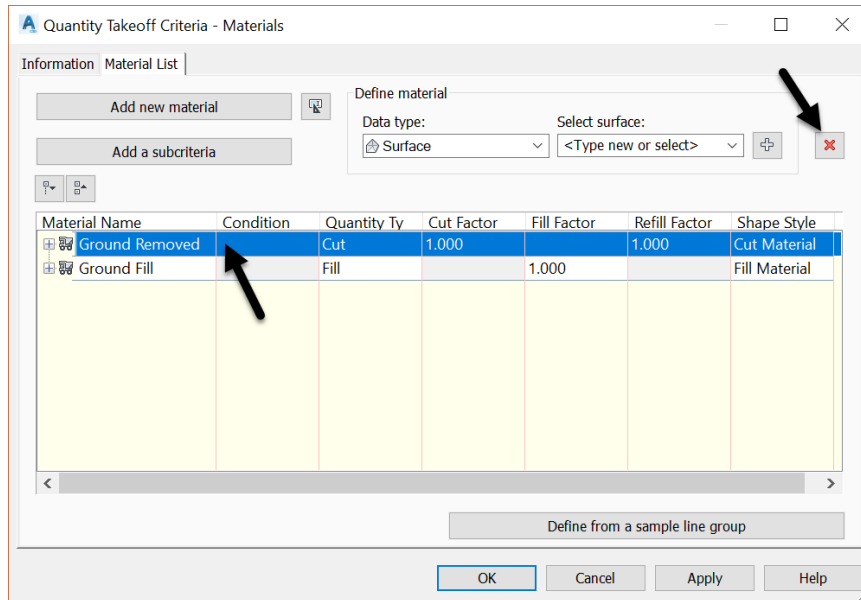 Quantity Takeoff Criteria - Materials
Information Material List
Add new material
Define material
Data type: Select surface:
Surface <Type new or select>
Add a subcriteria
Material Name Condition Quantity Ty Cut Factor Fill Factor Refill Factor Shape Style
Ground Removed Cut 1.000 1.000 Cut Material
Ground Fill Fill 1.000 Fill Material
Define from a sample line group
OK Cancel Apply Help